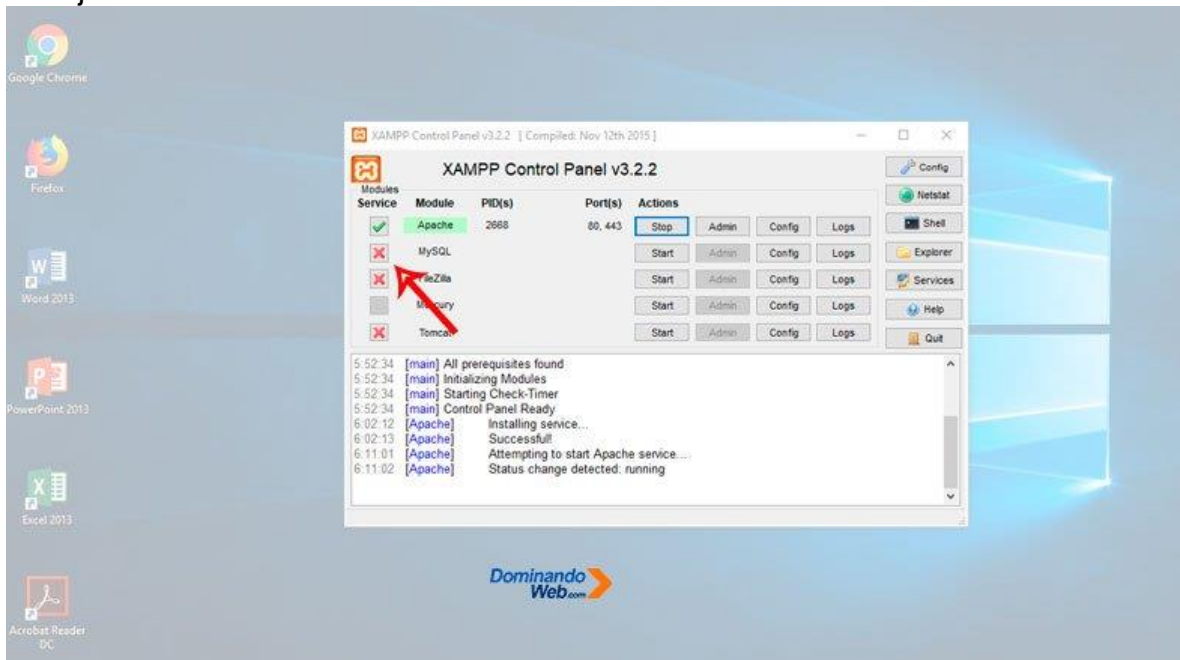 Google Chrome
Firefox
Word 2013
PowerPoint 2013
Excel 2013
Acrobat Reader
DC
XAMPP Control Panel v3.2.2 [ Compiled: Nov 12th 2015 ]
XAMPP Control Panel v3.2.2
Modules
Service Module PID(s) Port(s) Actions
Apache 2668 80, 443 Stop Admin Config Logs
MySQL Start Admin Config Logs
FileZilla Start Admin Config Logs
Mercury Start Admin Config Logs
Tomcat Start Admin Config Logs
Config
Netstat
Shell
Explorer
Services
Help
Quit
5:52:34 [main] All prerequisites found
5:52:34 [main] Initializing Modules
5:52:34 [main] Starting Check-Timer
5:52:34 [main] Control Panel Ready
6:02:12 [Apache] Installing service...
6:02:13 [Apache] Successful!
6:11:01 [Apache] Attempting to start Apache service...
6:11:02 [Apache] Status change detected: running
Dominando
Web.com